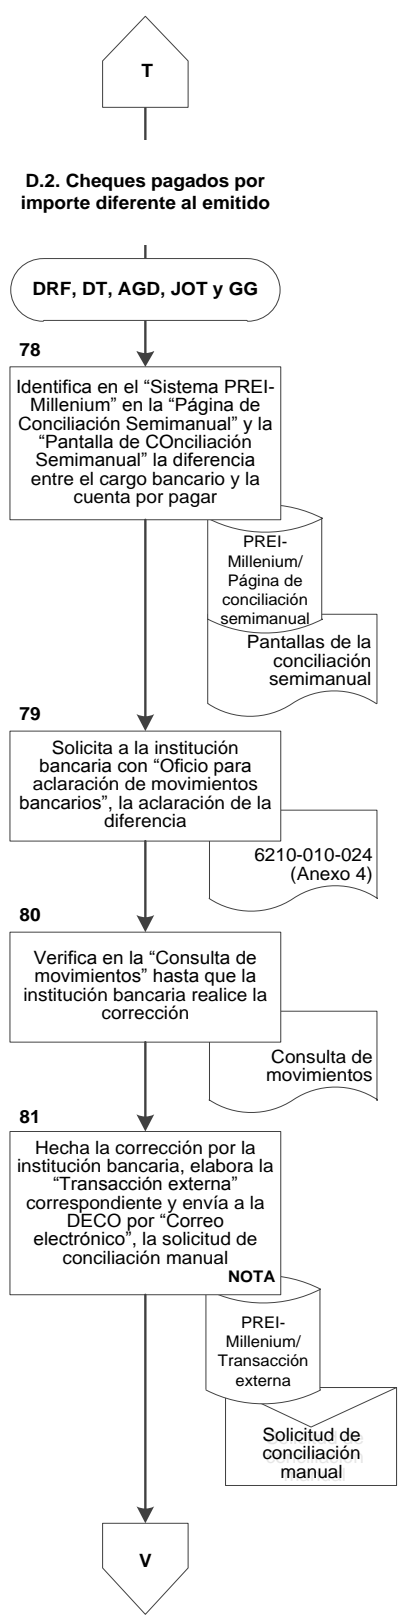 T
D.2. Cheques pagados por
importe diferente al emitido
DRF, DT, AGD, JOT y GG
78
Identifica en el “Sistema PREI-
Millenium” en la “Página de
Conciliación Semimanual” y la
“Pantalla de COnciliación
Semimanual” la diferencia
entre el cargo bancario y la
cuenta por pagar
PREI-
Millenium/
Página de
conciliación
semimanual
Pantallas de la
conciliación
semimanual
79
Solicita a la institución
bancaria con “Oficio para
aclaración de movimientos
bancarios”, la aclaración de la
diferencia
6210-010-024
(Anexo 4)
80
Verifica en la “Consulta de
movimientos” hasta que la
institución bancaria realice la
corrección
Consulta de
movimientos
81
Hecha la corrección por la
institución bancaria, elabora la
“Transacción externa”
correspondiente y envía a la
DECO por “Correo
electrónico”, la solicitud de
conciliación manual
NOTA
PREI-
Millenium/
Transacción
externa
Solicitud de
conciliación
manual
V